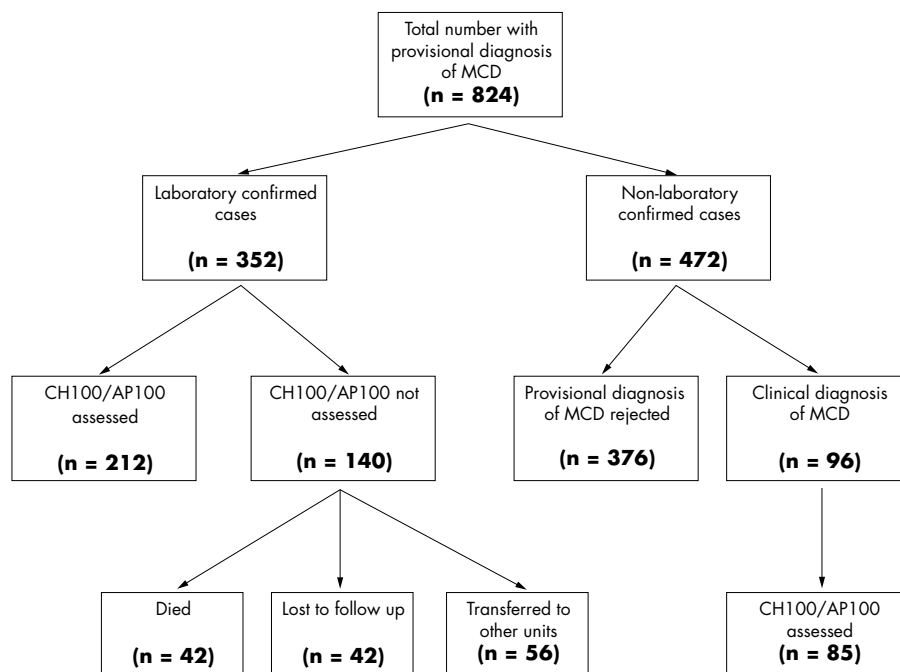 Total number with
provisional diagnosis
of MCD
(n = 824)
Laboratory confirmed
cases
(n = 352)
Non-laboratory
confirmed cases
(n = 472)
CH100/AP100
assessed
(n = 212)
CH100/AP100 not
assessed
(n = 140)
Provisional diagnosis
of MCD rejected
(n = 376)
Clinical diagnosis
of MCD
(n = 96)
Died
(n = 42)
Lost to follow up
(n = 42)
Transferred to
other units
(n = 56)
CH100/AP100
assessed
(n = 85)